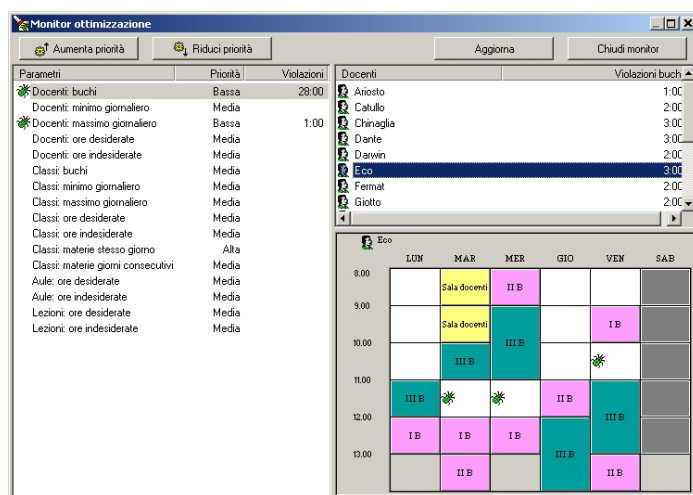 Monitor ottimizzazione
Aumenta priorità Riduci priorità Aggiorna Chiudi monitor
Parametri Priorità Violazioni
Docenti: buchi Bassa 28:00
Docenti: minimo giornaliero Media
Docenti: massimo giornaliero Bassa 1:00
Docenti: ore desiderate Media
Docenti: ore indesiderate Media
Classi: buchi Media
Classi: minimo giornaliero Media
Classi: massimo giornaliero Media
Classi: ore desiderate Media
Classi: ore indesiderate Media
Classi: materie stesso giorno Alta
Classi: materie giorni consecutivi Media
Aule: ore desiderate Media
Aule: ore indesiderate Media
Lezioni: ore desiderate Media
Lezioni: ore indesiderate Media
Docenti Violazioni buch
Ariosto 1:00
Catullo 2:00
Chinaglia 3:00
Dante 3:00
Darwin 2:00
Eco 3:00
Fermat 2:00
Giotto 2:00
Eco
LUN MAR MER GIO VEN SAB
8.00
Sala docenti II B
9.00
Sala docenti III B I B
10.00
III B
11.00
III B II B III B
12.00
I B I B I B III B
13.00
II B II B